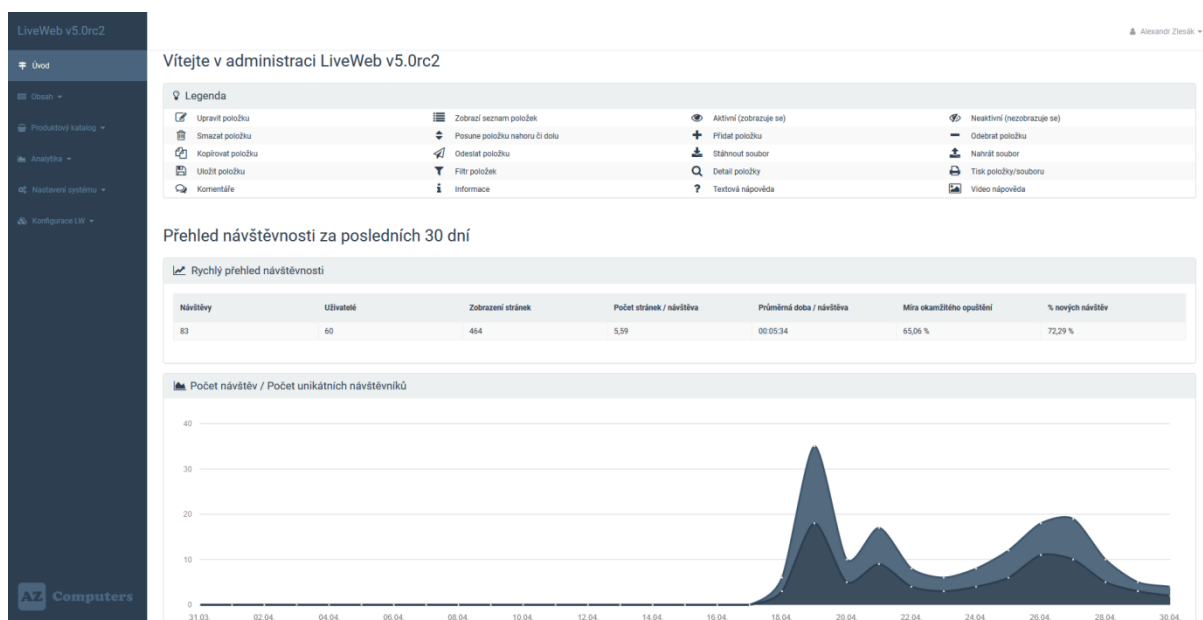 LiveWeb v5.0rc2
Alexandr Zlesák
Úvod
Obsah
Produktový katalog
Analytika
Nastavení systému
Konfigurace LW
AZ Computers
Vítejte v administraci LiveWeb v5.0rc2
Legenda
Upravit položku
Zobrazí seznam položek
Aktivní (zobrazuje se)
Neaktivní (nezobrazuje se)
Smazat položku
Posune položku nahoru či dolu
Přidat položku
Odebrat položku
Kopírovat položku
Odeslat položku
Stáhnout soubor
Nahrát soubor
Uložit položku
Filtr položek
Detail položky
Tisk položky/souboru
Komentáře
Informace
Textová nápověda
Video nápověda
Přehled návštěvnosti za posledních 30 dní
Rychlý přehled návštěvnosti
Návštěvy Uživatelé Zobrazení stránek Počet stránek / návštěva Průměrná doba / návštěva Míra okamžitého opuštění % nových návštěv
83 60 464 5,59 00:05:34 65,06 % 72,29 %
Počet návštěv / Počet unikátních návštěvníků
40
30
20
10
0
31.03. 02.04. 04.04. 06.04. 08.04. 10.04. 12.04. 14.04. 16.04. 18.04. 20.04. 22.04. 24.04. 26.04. 28.04. 30.04.